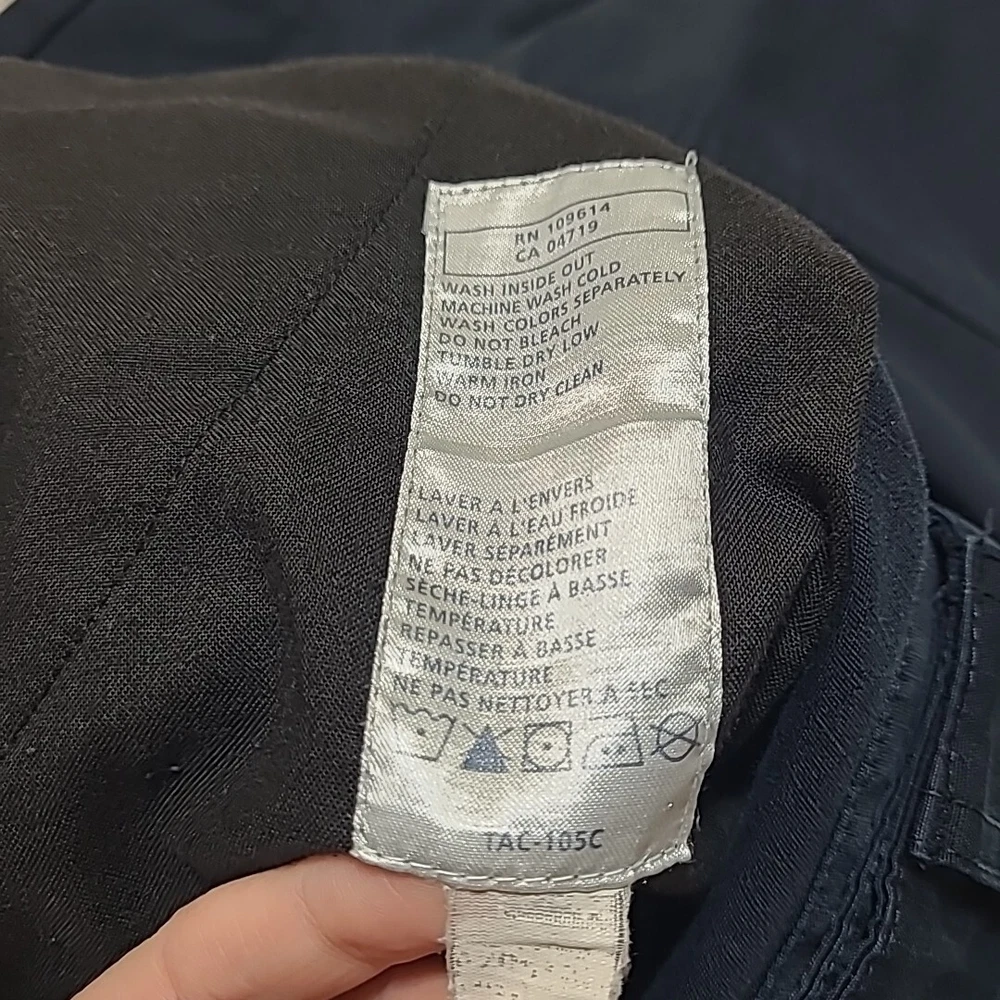 RN 109614
CA 04719
WASH INSIDE OUT
MACHINE WASH COLD
WASH COLORS SEPARATELY
DO NOT BLEACH
TUMBLE DRY LOW
WARM IRON
DO NOT DRY CLEAN
LAVER A L'ENVERS
LAVER À L'EAU FROIDE
LAVER SÉPARÉMENT
NE PAS DÉCOLORER
SÈCHE-LINGE À BASSE
TEMPÉRATURE
REPASSER À BASSE
TEMPÉRATURE
NE PAS NETTOYER À SEC
TAC-105C